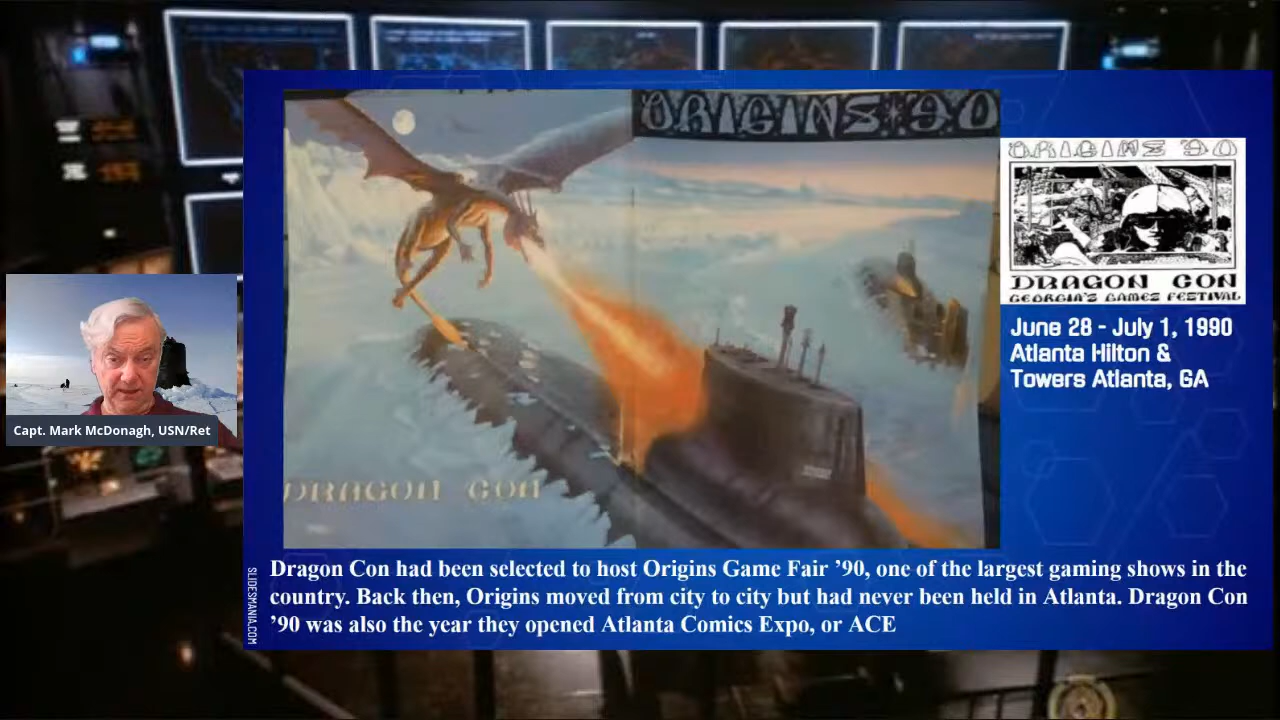 ORIGINS 90
DRAGON CON
ORIGINS 90
DRAGON CON
GEORGIA'S GAMES FESTIVAL
June 28 - July 1, 1990
Atlanta Hilton &
Towers Atlanta, GA
Capt. Mark McDonagh, USN/Ret
Dragon Con had been selected to host Origins Game Fair ’90, one of the largest gaming shows in the
country. Back then, Origins moved from city to city but had never been held in Atlanta. Dragon Con
’90 was also the year they opened Atlanta Comics Expo, or ACE
SLIDESMANIA.COM